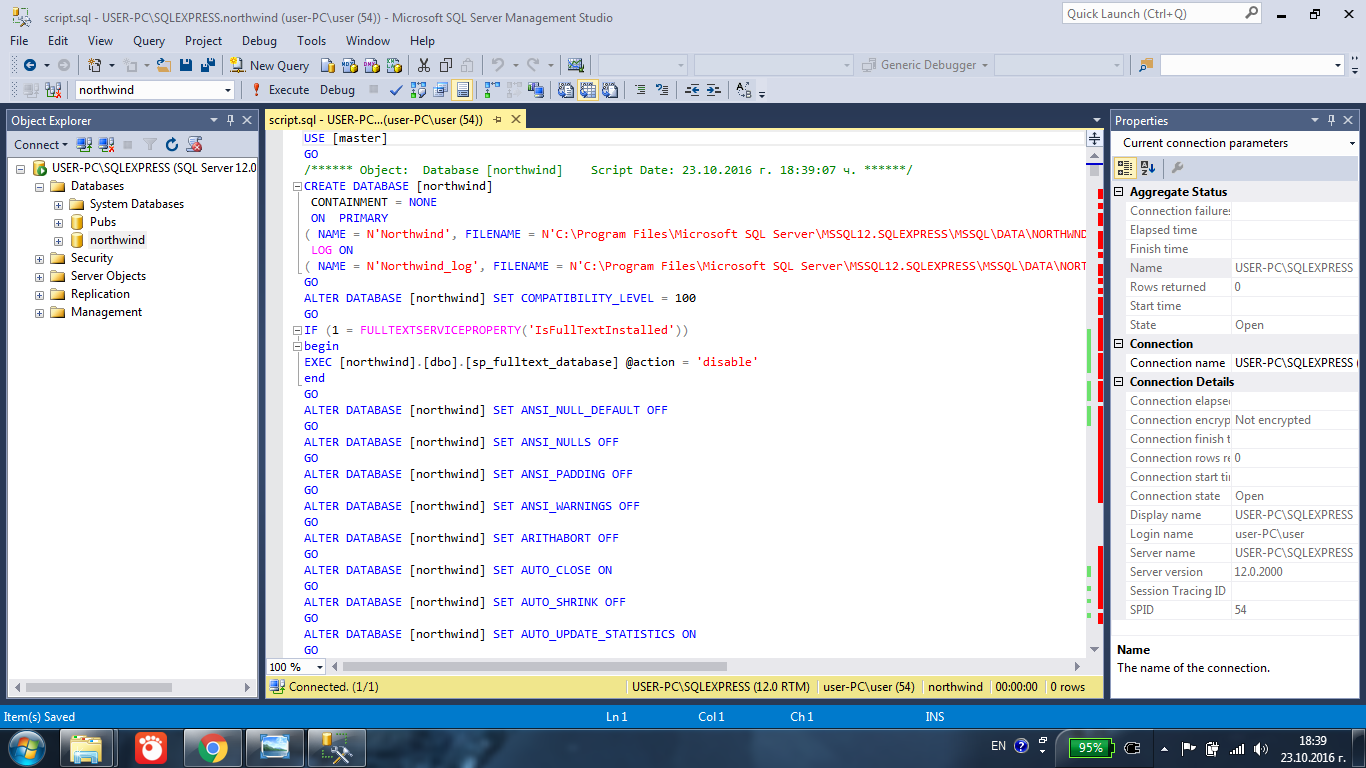 script.sql - USER-PC\SQLEXPRESS.northwind (user-PC\user (54)) - Microsoft SQL Server Management Studio
Quick Launch (Ctrl+Q)
File Edit View Query Project Debug Tools Window Help
New Query
Generic Debugger
northwind
Execute Debug
Object Explorer
Connect
USER-PC\SQLEXPRESS (SQL Server 12.0
Databases
System Databases
Pubs
northwind
Security
Server Objects
Replication
Management
script.sql - USER-PC...(user-PC\user (54))
USE [master]
GO
/****** Object:  Database [northwind]    Script Date: 23.10.2016 г. 18:39:07 ч. ******/
CREATE DATABASE [northwind]
CONTAINMENT = NONE
ON  PRIMARY
( NAME = N'Northwind', FILENAME = N'C:\Program Files\Microsoft SQL Server\MSSQL12.SQLEXPRESS\MSSQL\DATA\NORTHWND
LOG ON
( NAME = N'Northwind_log', FILENAME = N'C:\Program Files\Microsoft SQL Server\MSSQL12.SQLEXPRESS\MSSQL\DATA\NORT
GO
ALTER DATABASE [northwind] SET COMPATIBILITY_LEVEL = 100
GO
IF (1 = FULLTEXTSERVICEPROPERTY('IsFullTextInstalled'))
begin
EXEC [northwind].[dbo].[sp_fulltext_database] @action = 'disable'
end
GO
ALTER DATABASE [northwind] SET ANSI_NULL_DEFAULT OFF
GO
ALTER DATABASE [northwind] SET ANSI_NULLS OFF
GO
ALTER DATABASE [northwind] SET ANSI_PADDING OFF
GO
ALTER DATABASE [northwind] SET ANSI_WARNINGS OFF
GO
ALTER DATABASE [northwind] SET ARITHABORT OFF
GO
ALTER DATABASE [northwind] SET AUTO_CLOSE ON
GO
ALTER DATABASE [northwind] SET AUTO_SHRINK OFF
GO
ALTER DATABASE [northwind] SET AUTO_UPDATE_STATISTICS ON
GO
100 %
Connected. (1/1)
USER-PC\SQLEXPRESS (12.0 RTM) user-PC\user (54) northwind 00:00:00 0 rows
Properties
Current connection parameters
Aggregate Status
Connection failures
Elapsed time
Finish time
Name USER-PC\SQLEXPRESS
Rows returned 0
Start time
State Open
Connection
Connection name USER-PC\SQLEXPRESS (
Connection Details
Connection elapsed
Connection encryp Not encrypted
Connection finish t
Connection rows re 0
Connection start ti
Connection state Open
Display name USER-PC\SQLEXPRESS
Login name user-PC\user
Server name USER-PC\SQLEXPRESS
Server version 12.0.2000
Session Tracing ID
SPID 54
Name
The name of the connection.
Item(s) Saved Ln 1 Col 1 Ch 1 INS
EN
95%
18:39
23.10.2016 г.